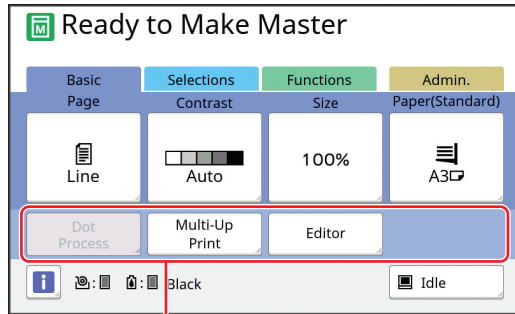 M Ready to Make Master
Basic Selections Functions Admin.
Page Contrast Size Paper(Standard)
Line Auto 100% A3
Dot Process Multi-Up Print Editor
i : : Black Idle